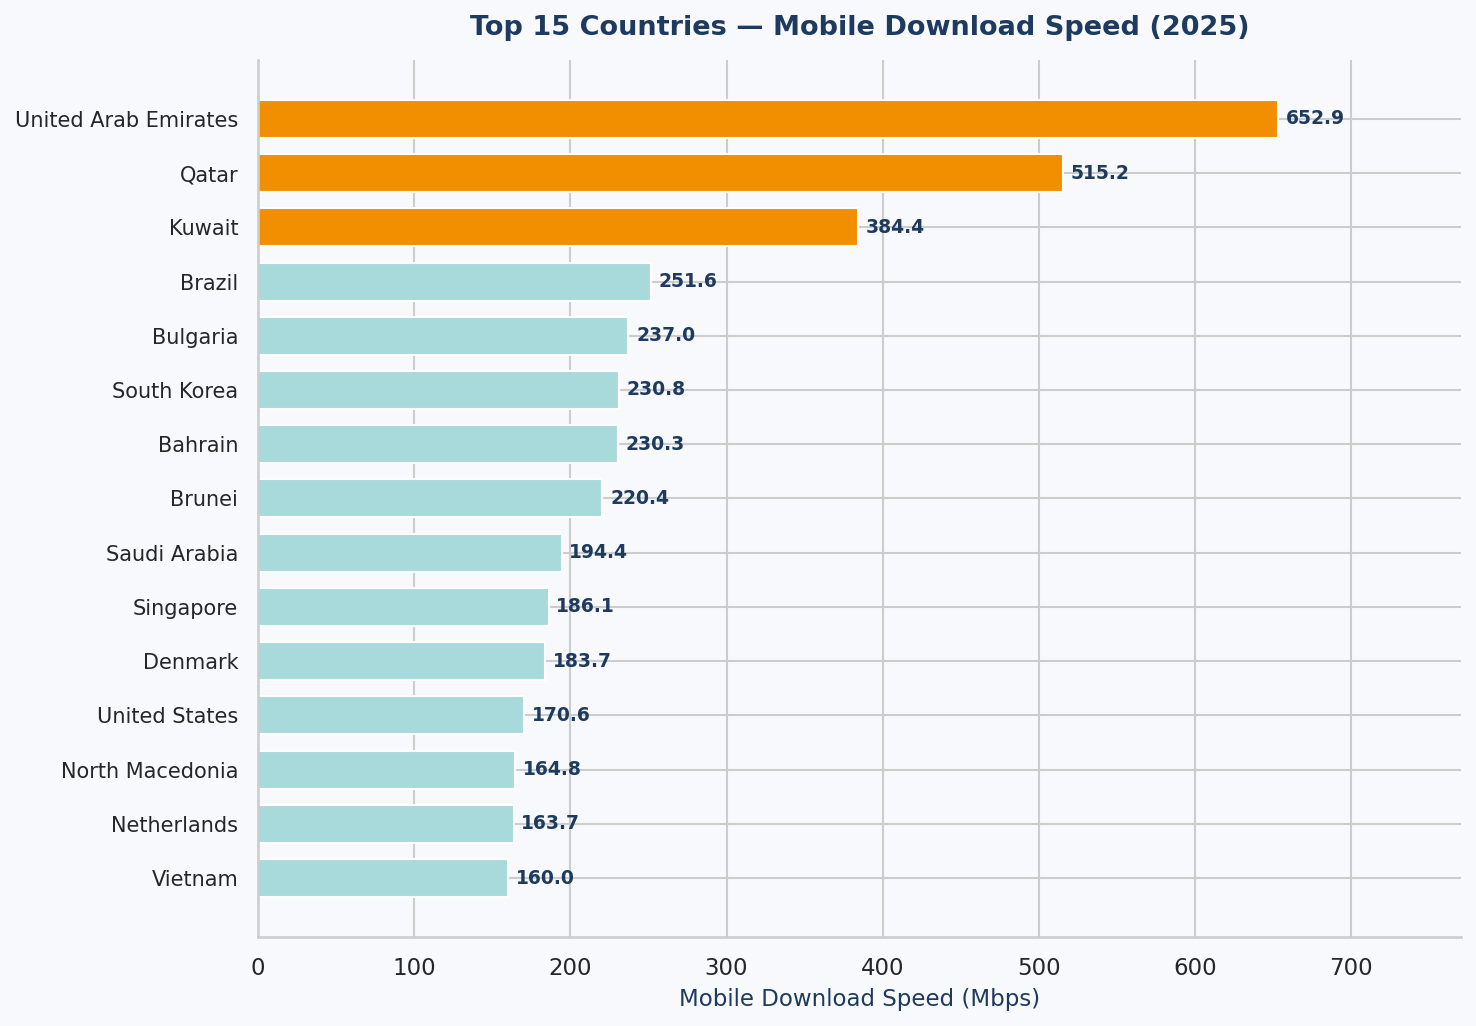 Top 15 Countries — Mobile Download Speed (2025)
United Arab Emirates 652.9
Qatar 515.2
Kuwait 384.4
Brazil 251.6
Bulgaria 237.0
South Korea 230.8
Bahrain 230.3
Brunei 220.4
Saudi Arabia 194.4
Singapore 186.1
Denmark 183.7
United States 170.6
North Macedonia 164.8
Netherlands 163.7
Vietnam 160.0
0 100 200 300 400 500 600 700
Mobile Download Speed (Mbps)